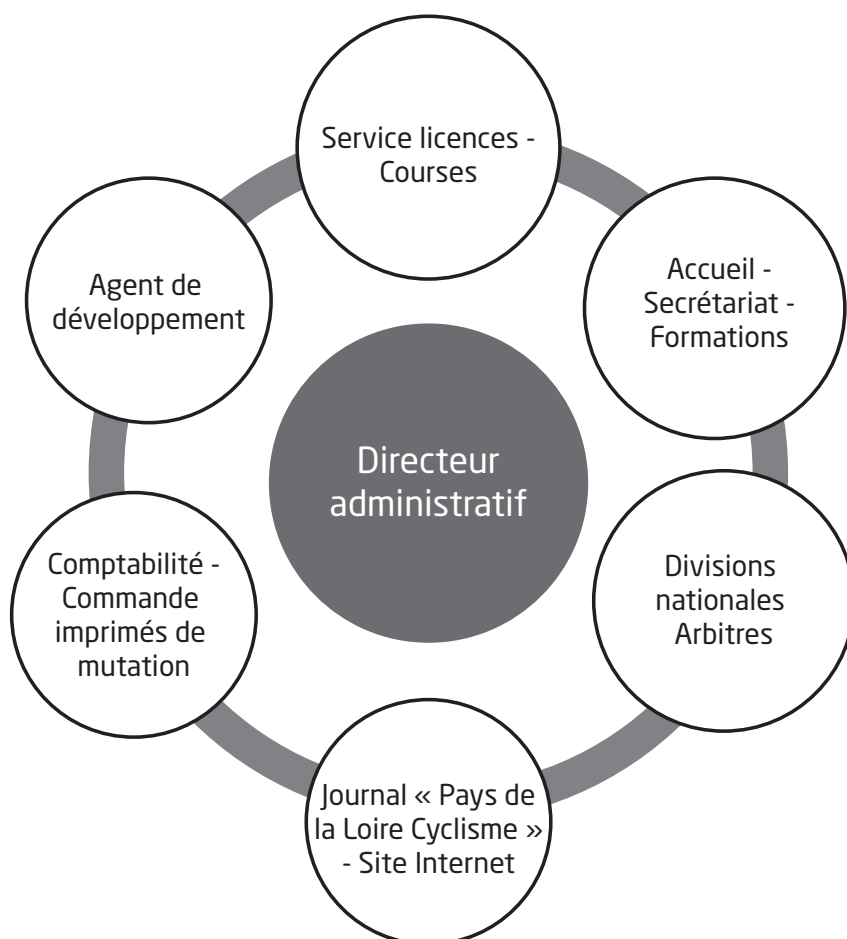 Service licences -
Courses
Agent de
développement
Accueil -
Secrétariat -
Formations
Directeur
administratif
Comptabilité -
Commande
imprimés de
mutation
Divisions
nationales
Arbitres
Journal « Pays de
la Loire Cyclisme »
- Site Internet